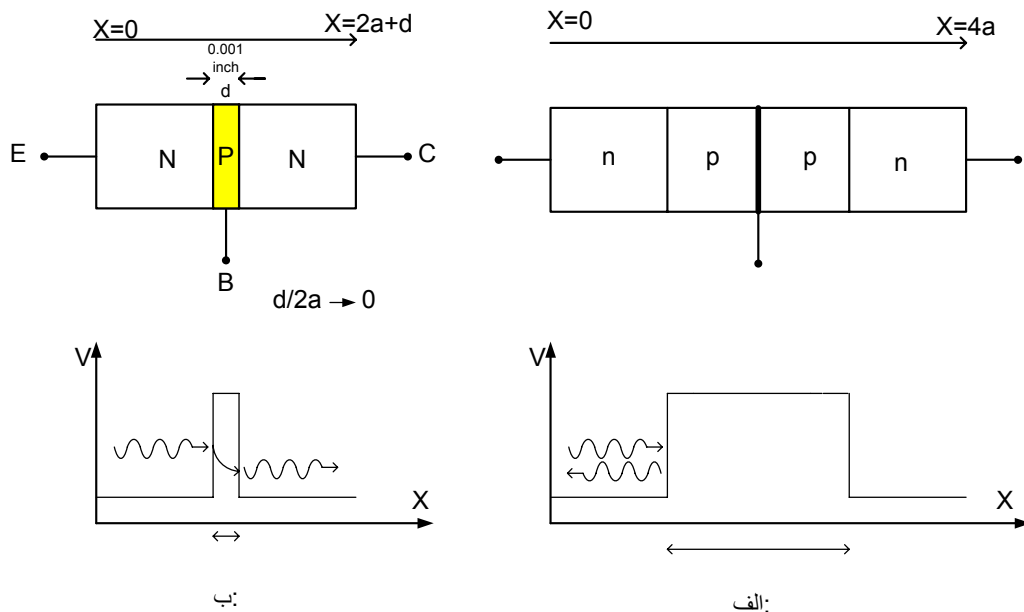 X=0
X=2a+d
0.001
inch
d
E
N
P
N
C
B
d/2a → 0
V
X
ب:
X=0
X=4a
n
p
p
n
V
X
الف: